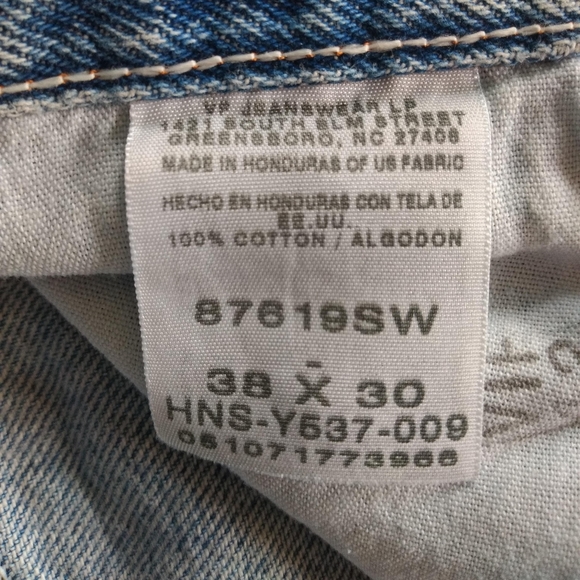 VF JEANSWEAR LP
1421 SOUTH ELM STREET
GREENSBORO, NC 27406
MADE IN HONDURAS OF US FABRIC
HECHO EN HONDURAS CON TELA DE
EE.UU.
100% COTTON / ALGODON
87619SW
38 X 30
HNS-Y537-009
061071773966